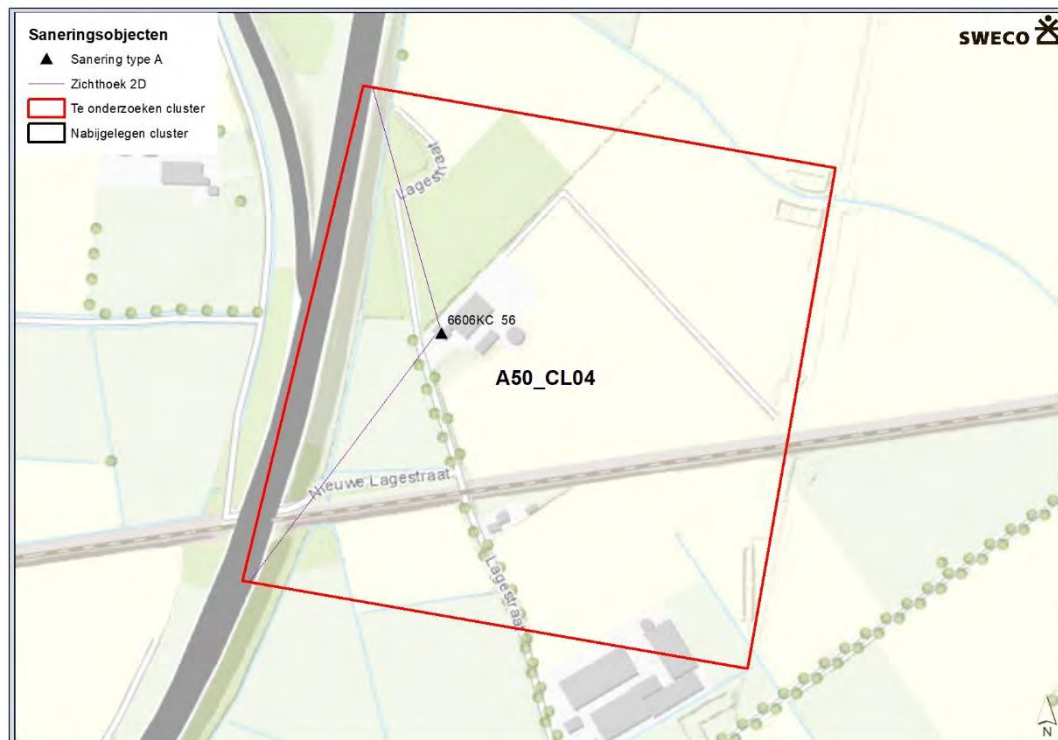 Saneringsobjecten
Sanering type A
Zichthoek 2D
Te onderzoeken cluster
Nabijgelegen cluster
SWECO
Lagestraat
6606KC 56
A50_CL04
Nieuwe Lagestraat
Lagestraat
N